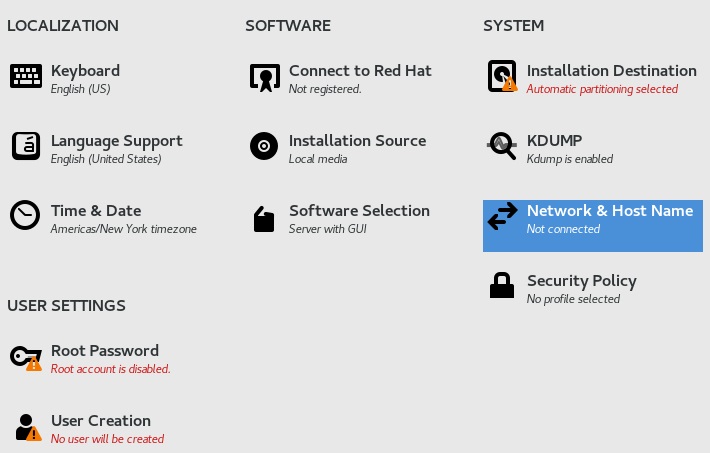 LOCALIZATION
Keyboard
English (US)
Language Support
English (United States)
Time & Date
Americas/New York timezone
USER SETTINGS
Root Password
Root account is disabled.
User Creation
No user will be created
SOFTWARE
Connect to Red Hat
Not registered.
Installation Source
Local media
Software Selection
Server with GUI
SYSTEM
Installation Destination
Automatic partitioning selected
KDUMP
Kdump is enabled
Network & Host Name
Not connected
Security Policy
No profile selected